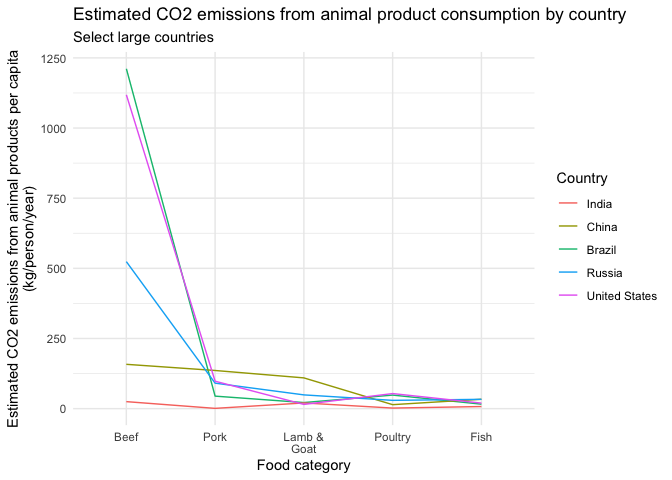 Estimated CO2 emissions from animal product consumption by country
Select large countries
Estimated CO2 emissions from animal products per capita
(kg/person/year)
1250
1000
750
500
250
0
Beef
Pork
Lamb &
Goat
Poultry
Fish
Food category
Country
India
China
Brazil
Russia
United States